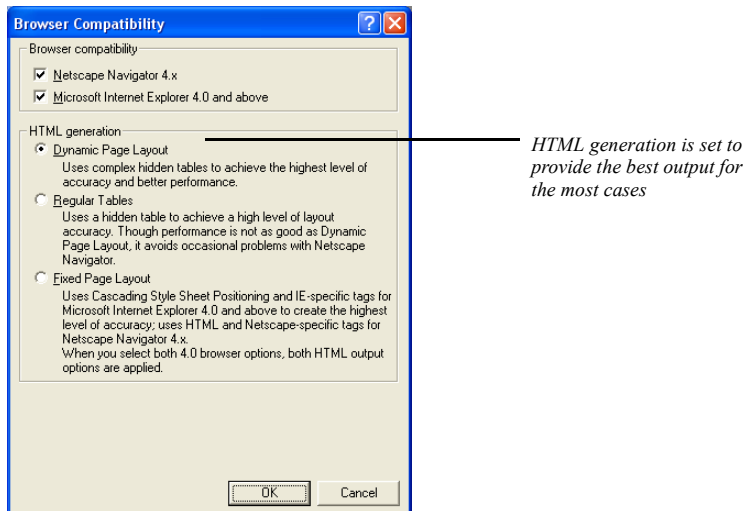 Browser Compatibility
Browser compatibility
Netscape Navigator 4.x
Microsoft Internet Explorer 4.0 and above
HTML generation
Dynamic Page Layout
Uses complex hidden tables to achieve the highest level of
accuracy and better performance.
Regular Tables
Uses a hidden table to achieve a high level of layout
accuracy. Though performance is not as good as Dynamic
Page Layout, it avoids occasional problems with Netscape
Navigator.
Fixed Page Layout
Uses Cascading Style Sheet Positioning and IE-specific tags for
Microsoft Internet Explorer 4.0 and above to create the highest
level of accuracy; uses HTML and Netscape-specific tags for
Netscape Navigator 4.x.
When you select both 4.0 browser options, both HTML output
options are applied.
OK Cancel
HTML generation is set to
provide the best output for
the most cases